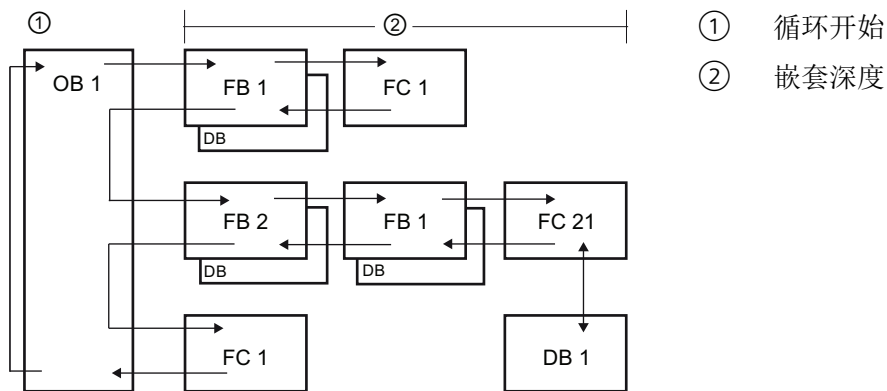 ①
②
① 循环开始
② 嵌套深度
OB 1
FB 1
FC 1
DB
FB 2
FB 1
FC 21
DB
DB
FC 1
DB 1